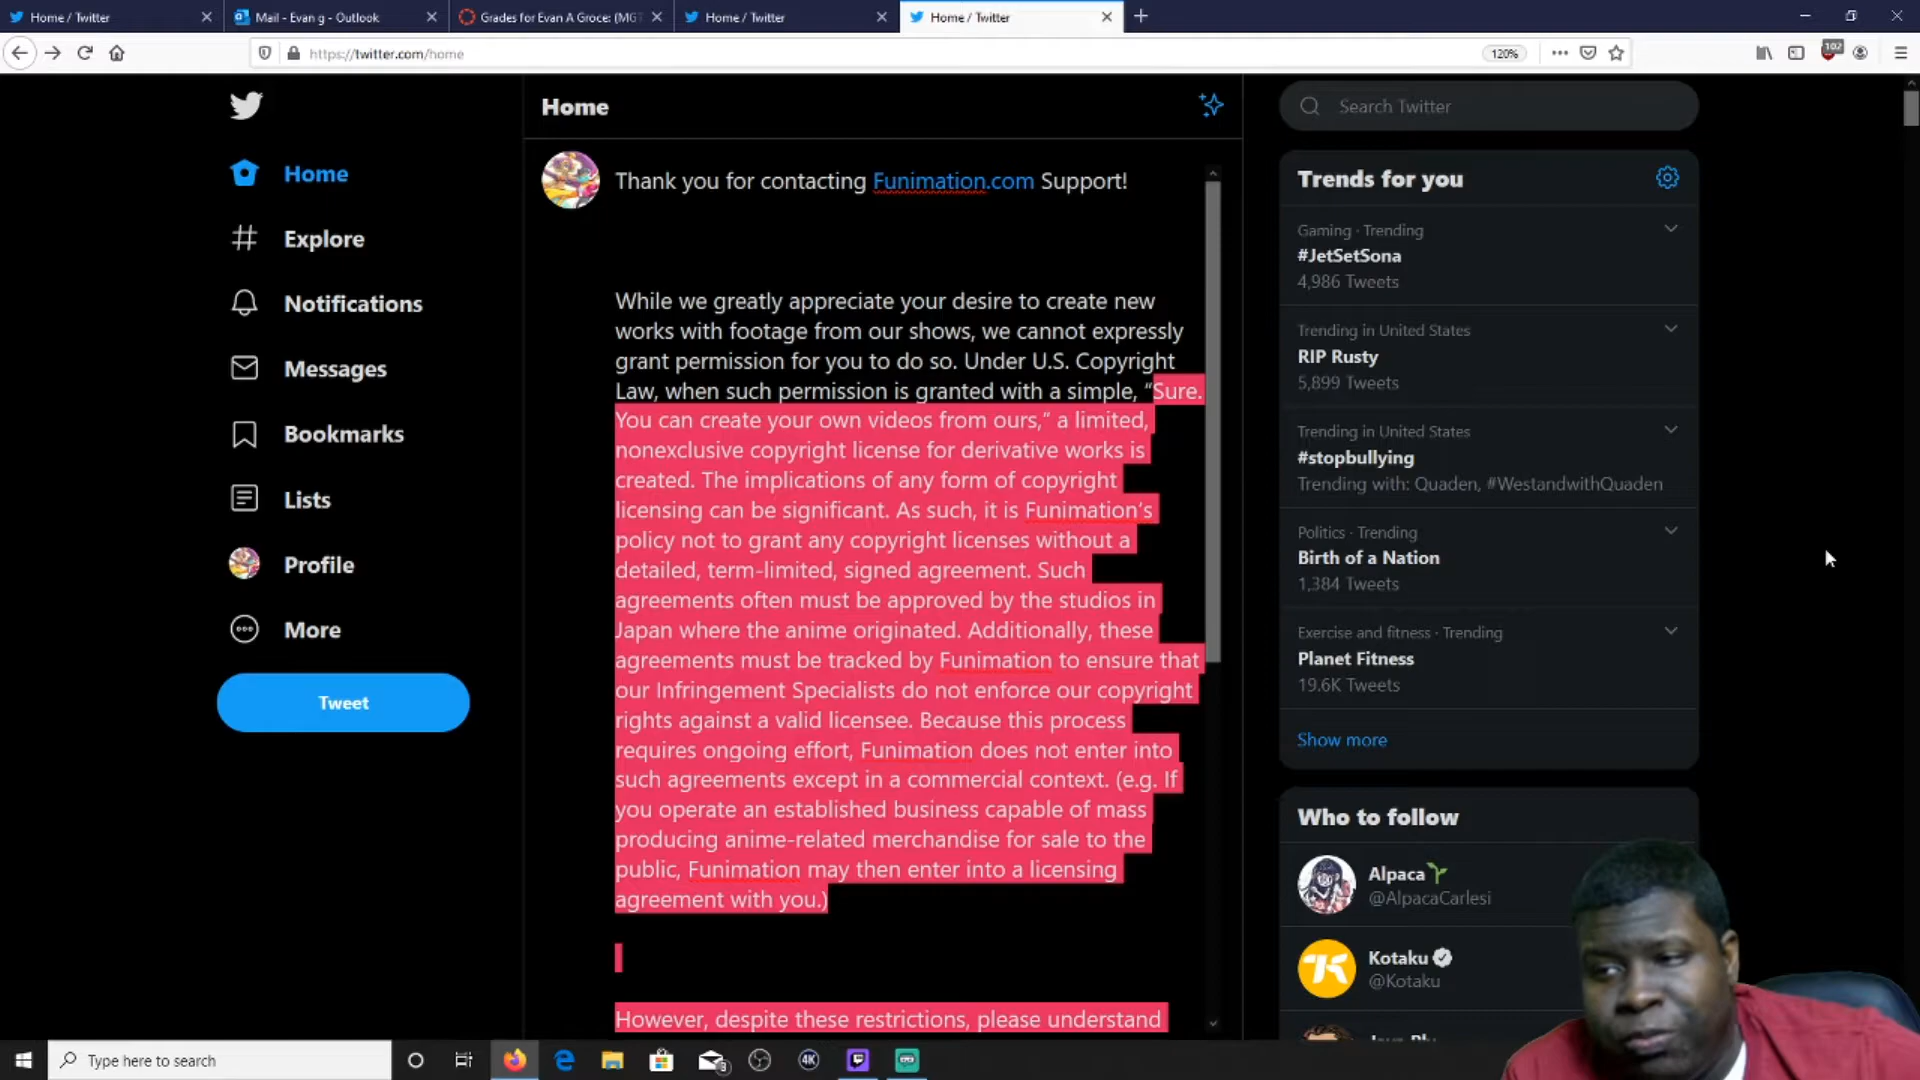 Home / Twitter
Mail - Evan g - Outlook
Grades for Evan A Groce: (MGT
Home / Twitter
Home / Twitter
https://twitter.com/home
120%
102
Home
Explore
Notifications
Messages
Bookmarks
Lists
Profile
More
Tweet
Home
Thank you for contacting Funimation.com Support!
While we greatly appreciate your desire to create new
works with footage from our shows, we cannot expressly
grant permission for you to do so. Under U.S. Copyright
Law, when such permission is granted with a simple, “Sure.
You can create your own videos from ours,” a limited,
nonexclusive copyright license for derivative works is
created. The implications of any form of copyright
licensing can be significant. As such, it is Funimation’s
policy not to grant any copyright licenses without a
detailed, term-limited, signed agreement. Such
agreements often must be approved by the studios in
Japan where the anime originated. Additionally, these
agreements must be tracked by Funimation to ensure that
our Infringement Specialists do not enforce our copyright
rights against a valid licensee. Because this process
requires ongoing effort, Funimation does not enter into
such agreements except in a commercial context. (e.g. If
you operate an established business capable of mass
producing anime-related merchandise for sale to the
public, Funimation may then enter into a licensing
agreement with you.)
However, despite these restrictions, please understand
Search Twitter
Trends for you
Gaming · Trending
#JetSetSona
4,986 Tweets
Trending in United States
RIP Rusty
5,899 Tweets
Trending in United States
#stopbullying
Trending with: Quaden, #WestandwithQuaden
Politics · Trending
Birth of a Nation
1,384 Tweets
Exercise and fitness · Trending
Planet Fitness
19.6K Tweets
Show more
Who to follow
Alpaca
@AlpacaCarlesi
Kotaku
@Kotaku
Type here to search
4K